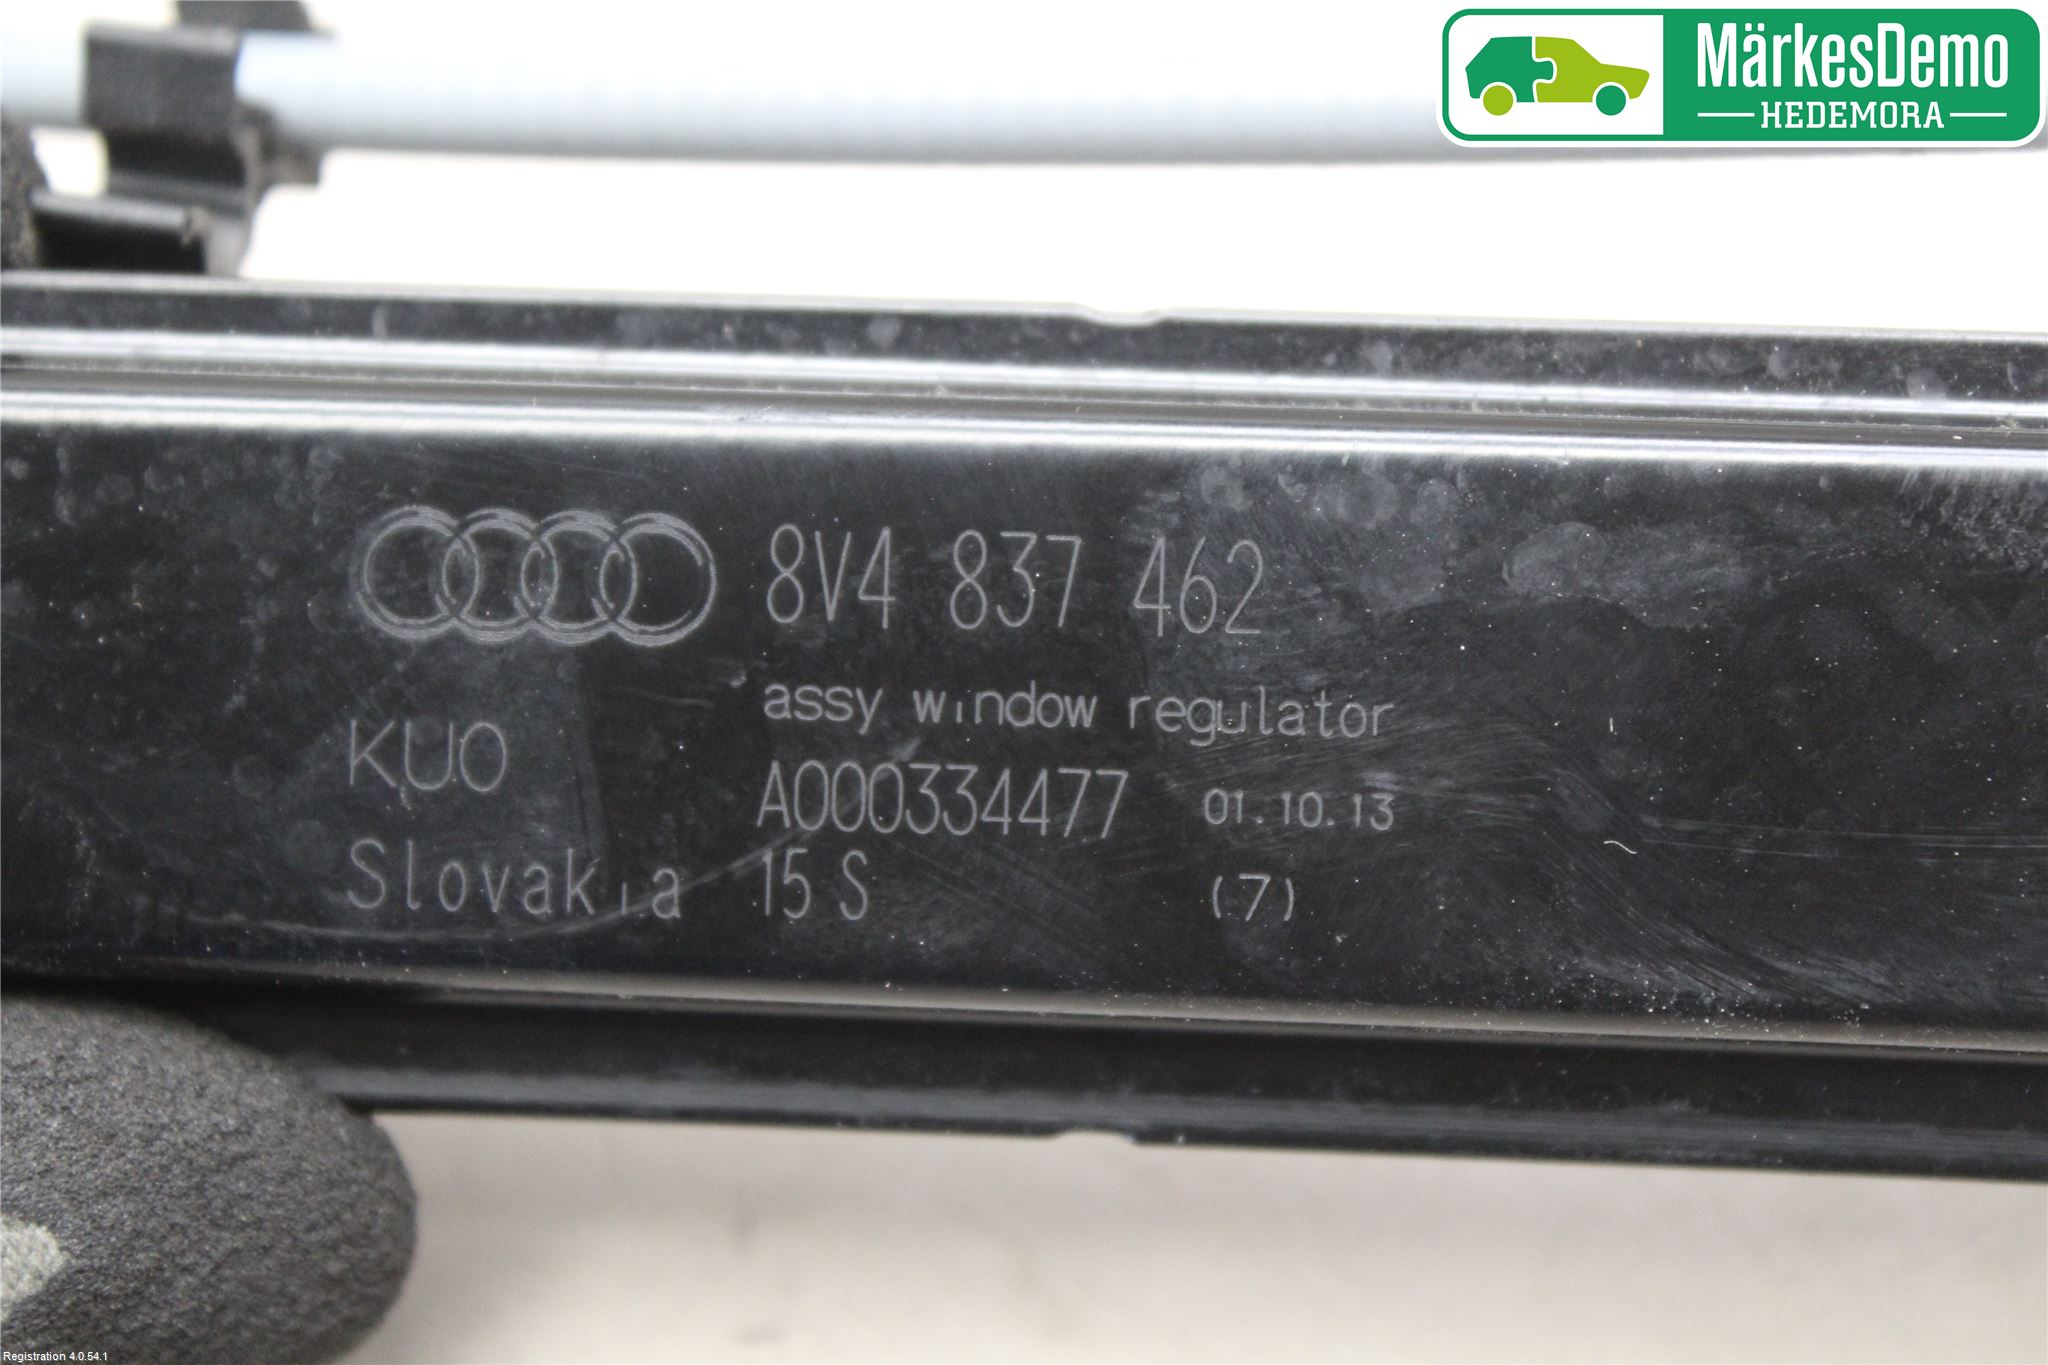 MärkesDemo
HEDEMORA
8V4 837 462
assy window regulator
KUO
A000334477 01.10.13
Slovakia 15 S (7)
Registration 4.0.54.1